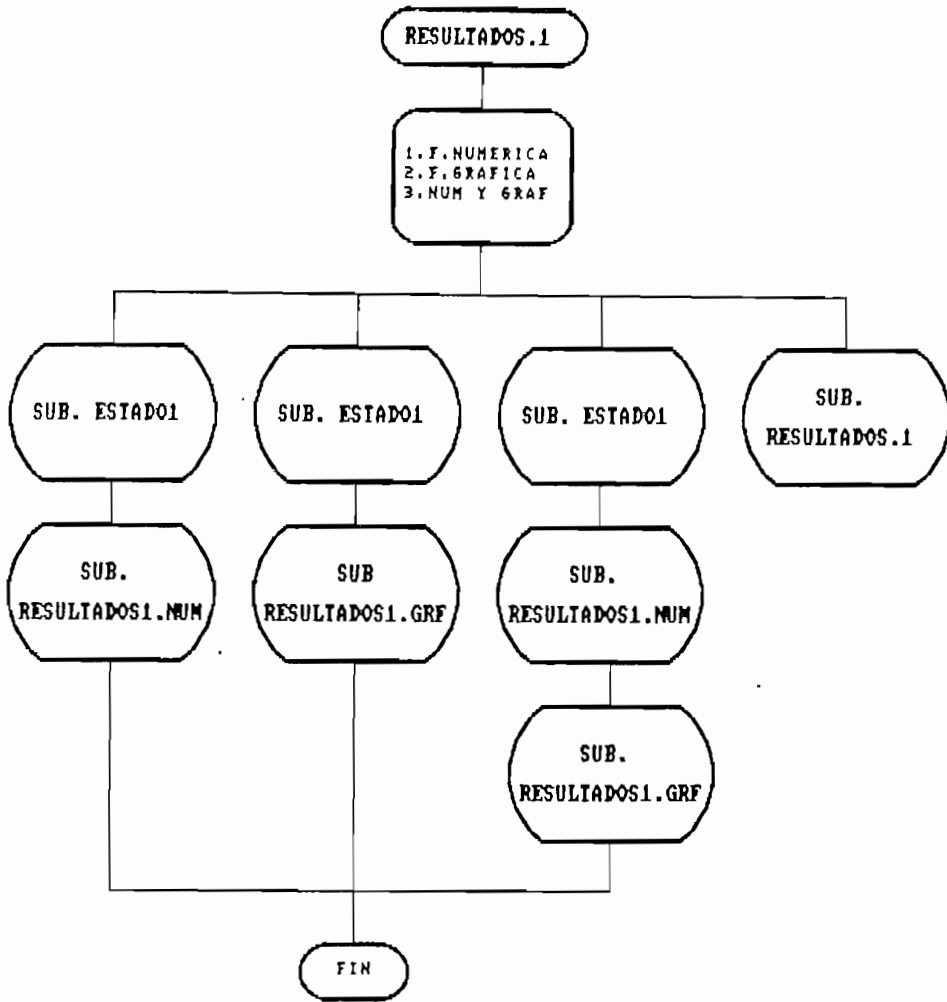 RESULTADOS.1
1.F.NUMERICA
2.F.GRAFICA
3.NUM Y GRAF
SUB. ESTADO1
SUB. ESTADO1
SUB. ESTADO1
SUB.
RESULTADOS.1
SUB.
RESULTADOS1.NUM
SUB
RESULTADOS1.GRF
SUB.
RESULTADOS1.NUM
SUB.
RESULTADOS1.GRF
FIN